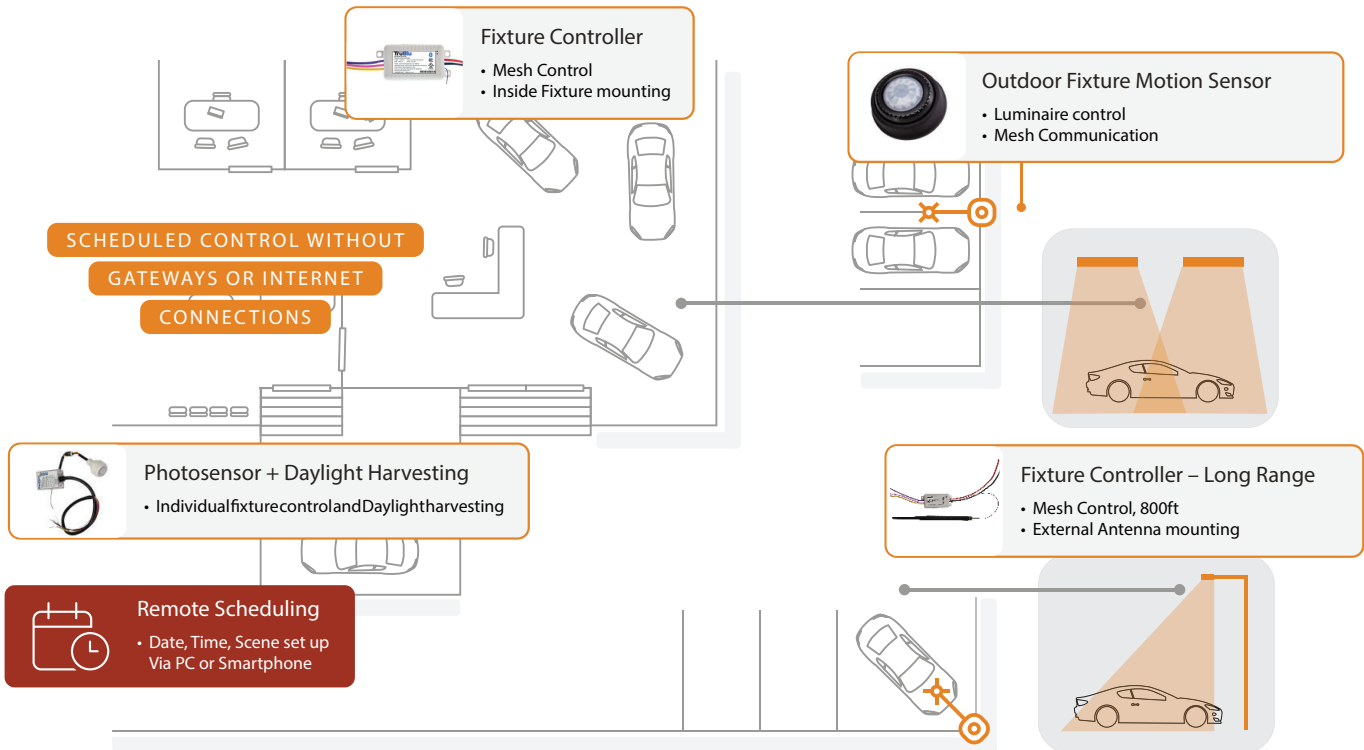 Fixture Controller
• Mesh Control
• Inside Fixture mounting
Outdoor Fixture Motion Sensor
• Luminaire control
• Mesh Communication
SCHEDULED CONTROL WITHOUT
GATEWAYS OR INTERNET
CONNECTIONS
Photosensor + Daylight Harvesting
• IndividualfixturecontrolandDaylightharvesting
Fixture Controller – Long Range
• Mesh Control, 800ft
• External Antenna mounting
Remote Scheduling
• Date, Time, Scene set up
Via PC or Smartphone